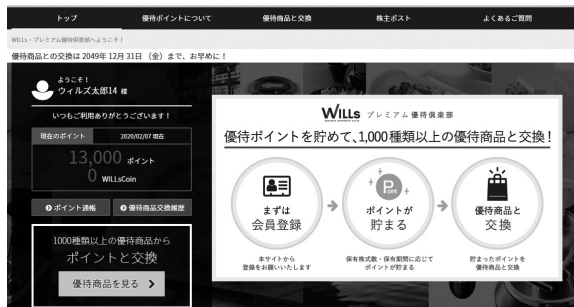 トップ
優待ポイントについて
優待商品と交換
株主ポスト
よくあるご質問
WILLs・プレミアム優待倶楽部へようこそ！
優待商品との交換は 2049年 12月 31日 （金）まで、お早めに！
ようこそ！
ウィルズ太郎14 様
いつもご利用ありがとうございます！
現在のポイント 2020/02/07 現在
13,000 ポイント
0 WILLsCoin
ポイント通帳
優待商品交換履歴
1000種類以上の優待商品から
ポイントと交換
優待商品を見る
WILLs プレミアム優待倶楽部
優待ポイントを貯めて、1,000種類以上の優待商品と交換！
まずは
会員登録
Point
ポイントが
貯まる
優待商品と
交換
本サイトから
登録をお願いいたします
保有株式数・保有期間に応じて
ポイントが貯まる
貯まったポイントを
優待商品と交換